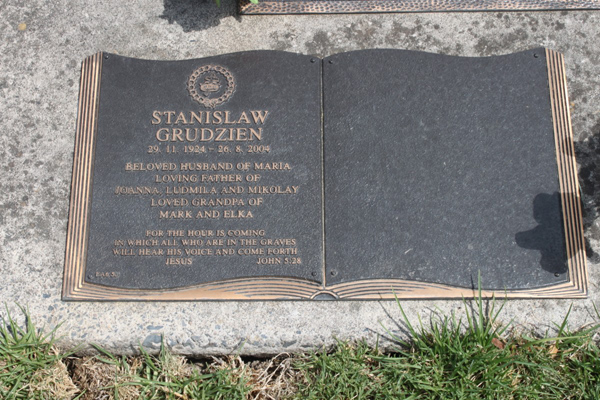 STANISLAW
GRUDZIEN
29. 11. 1924 - 26. 8. 2004
BELOVED HUSBAND OF MARIA
LOVING FATHER OF
JOANNA, LUDMILA AND MIKOLAY
LOVED GRANDPA OF
MARK AND ELKA
FOR THE HOUR IS COMING
IN WHICH ALL WHO ARE IN THE GRAVES
WILL HEAR HIS VOICE AND COME FORTH
JESUS JOHN 5:28